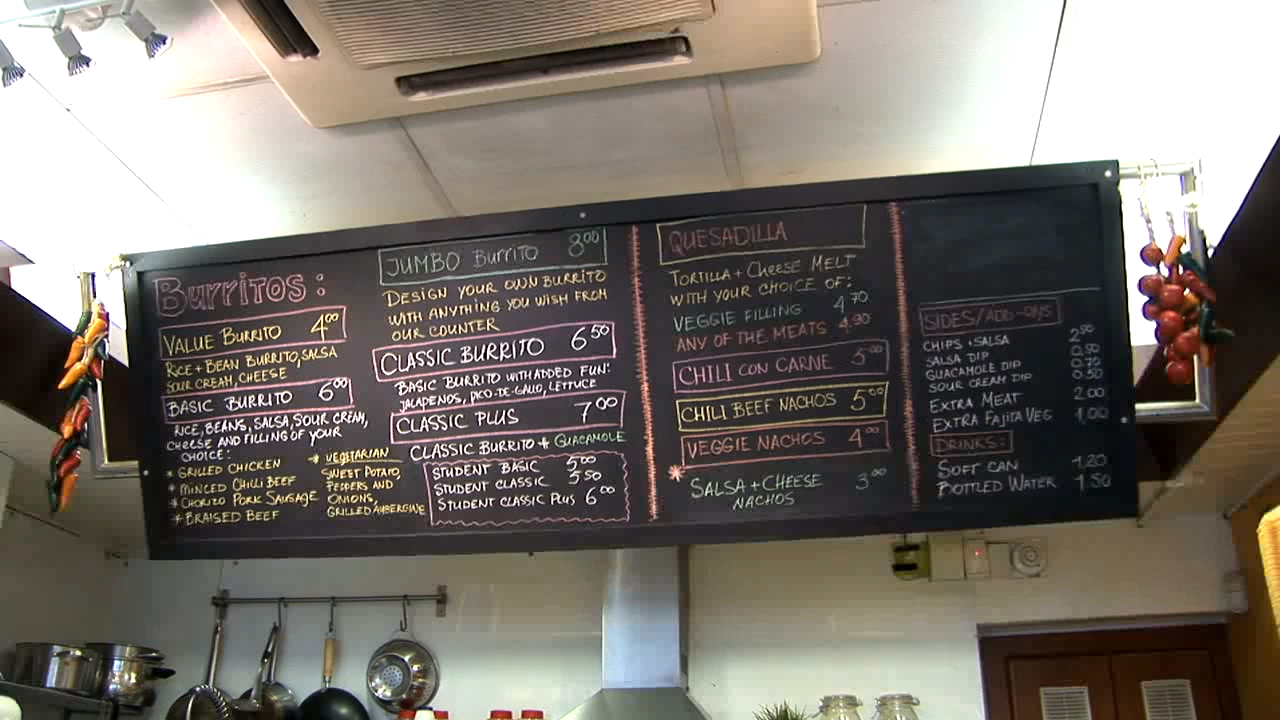 Burritos:
VALUE BURRITO 4.00
RICE + BEAN BURRITO, SALSA
SOUR CREAM, CHEESE
BASIC BURRITO 6.00
RICE, BEANS, SALSA, SOUR CREAM,
CHEESE AND FILLING OF YOUR
CHOICE:
* GRILLED CHICKEN
* MINCED CHILLI BEEF
* CHORIZO PORK SAUSAGE
* BRAISED BEEF
* VEGETARIAN
SWEET POTATO,
PEPPERS AND
ONIONS,
GRILLED AUBERGINE
JUMBO BURRITO 8.00
DESIGN YOUR OWN BURRITO
WITH ANYTHING YOU WISH FROM
OUR COUNTER
CLASSIC BURRITO 6.50
BASIC BURRITO WITH ADDED FUN:
JALAPENOS, PICO-DE-GALLO, LETTUCE
CLASSIC PLUS 7.00
CLASSIC BURRITO + GUACAMOLE
STUDENT BASIC 5.00
STUDENT CLASSIC 5.50
STUDENT CLASSIC PLUS 6.00
QUESADILLA
TORTILLA + CHEESE MELT
WITH YOUR CHOICE OF:
VEGGIE FILLING 4.70
ANY OF THE MEATS 4.90
CHILI CON CARNE 5.00
CHILI BEEF NACHOS 5.00
VEGGIE NACHOS 4.00
* SALSA + CHEESE 3.00
NACHOS
SIDES/ADD-ONS
CHIPS + SALSA 2.50
SALSA DIP 0.50
GUACAMOLE DIP 0.70
SOUR CREAM DIP 0.50
EXTRA MEAT 2.00
EXTRA FAJITA VEG 1.00
DRINKS:
SOFT CAN 1.20
BOTTLED WATER 1.50